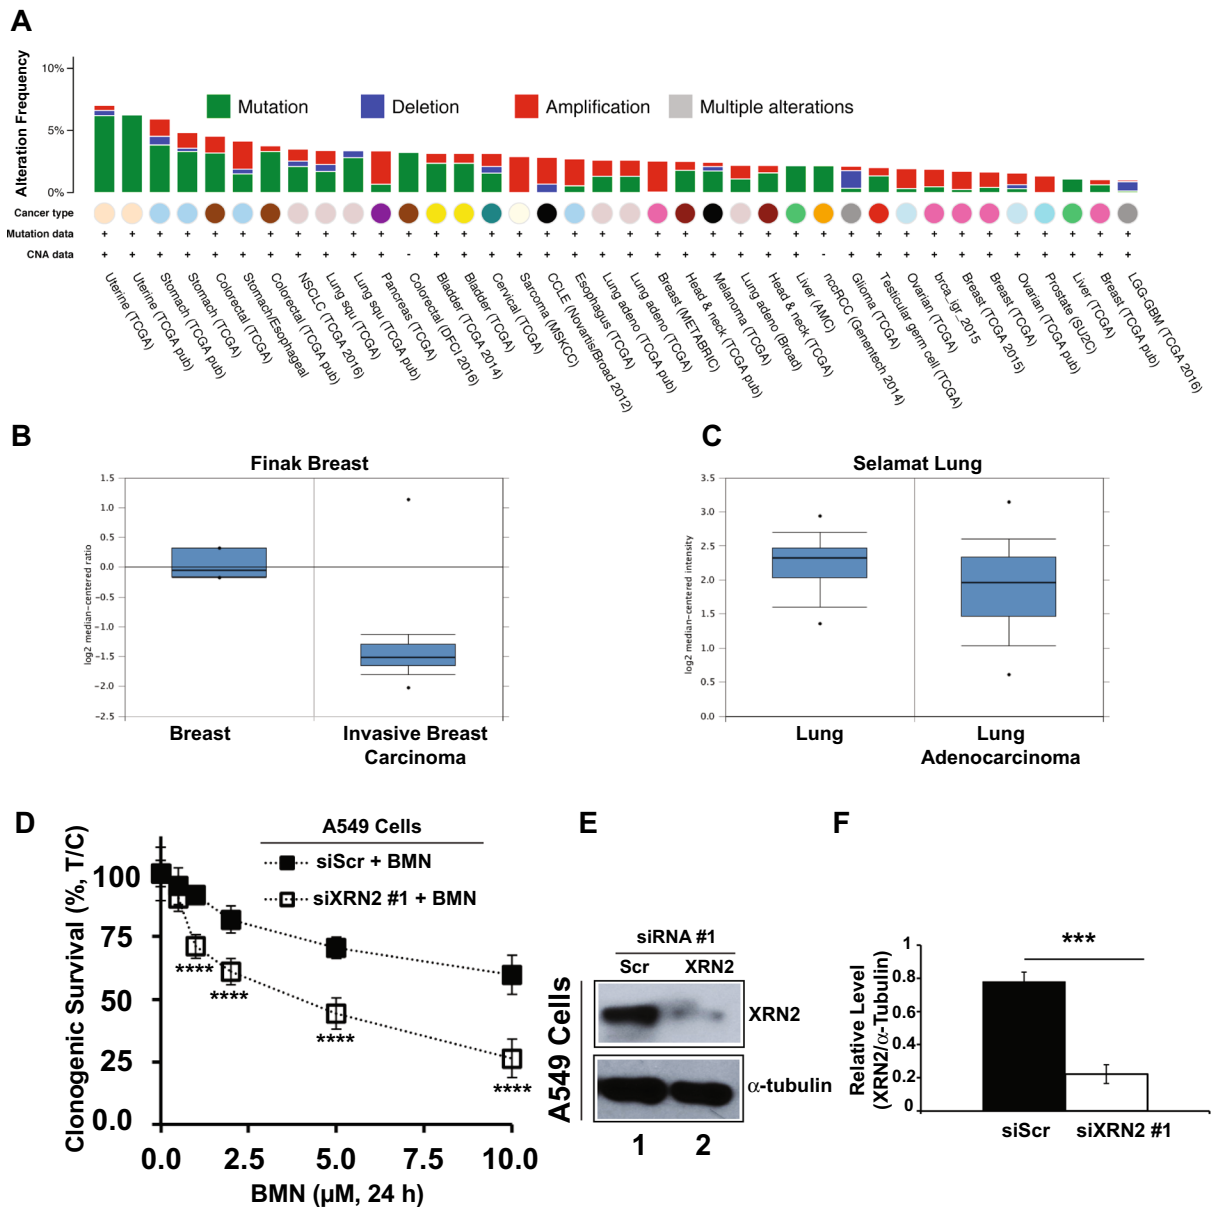 A
Alteration Frequency
10%
5%
0%
Mutation
Deletion
Amplification
Multiple alterations
Cancer type
Mutation data + + + + + + + + + + + + + + + + + + + + + + + + + + + + + + + + + + + + + +
CNA data + + + + + + + + + + + - + + + + + + + + + + + + + + - + + + + + + + + + + +
Uterine (TCGA)
Uterine (TCGA pub)
Stomach (TCGA pub)
Stomach (TCGA)
Colorectal (TCGA)
Stomach/Esophageal
Colorectal (TCGA pub)
NSCLC (TCGA 2016)
Lung squ (TCGA)
Lung squ (TCGA pub)
Pancreas (TCGA)
Colorectal (DFCI 2016)
Bladder (TCGA 2014)
Bladder (TCGA)
Cervical (TCGA)
Sarcoma (MSKCC)
CCLE (Novartis/Broad 2012)
Esophagus (TCGA)
Lung adeno (TCGA pub)
Lung adeno (TCGA)
Breast (METABRIC)
Head & neck (TCGA pub)
Melanoma (TCGA)
Lung adeno (Broad)
Head & neck (TCGA)
Liver (AMC)
nccRCC (Genentech 2014)
Glioma (TCGA)
Testicular germ cell (TCGA)
Ovarian (TCGA)
brca_igr_2015
Breast (TCGA 2015)
Breast (TCGA)
Ovarian (TCGA pub)
Prostate (SU2C)
Liver (TCGA)
Breast (TCGA pub)
LGG-GBM (TCGA 2016)
B
Finak Breast
log2 median-centered ratio
1.5
1.0
0.5
0.0
-0.5
-1.0
-1.5
-2.0
-2.5
Breast
Invasive Breast
Carcinoma
C
Selamat Lung
log2 median-centered intensity
3.5
3.0
2.5
2.0
1.5
1.0
0.5
0.0
Lung
Lung
Adenocarcinoma
D
Clonogenic Survival (%, T/C)
A549 Cells
siScr + BMN
siXRN2 #1 + BMN
100
75
50
25
0.0
****
****
****
****
0.0 2.5 5.0 7.5 10.0
BMN (µM, 24 h)
E
siRNA #1
Scr XRN2
A549 Cells
XRN2
α-tubulin
1 2
F
Relative Level
(XRN2/α-Tubulin)
***
1
0.8
0.6
0.4
0.2
0
siScr siXRN2 #1